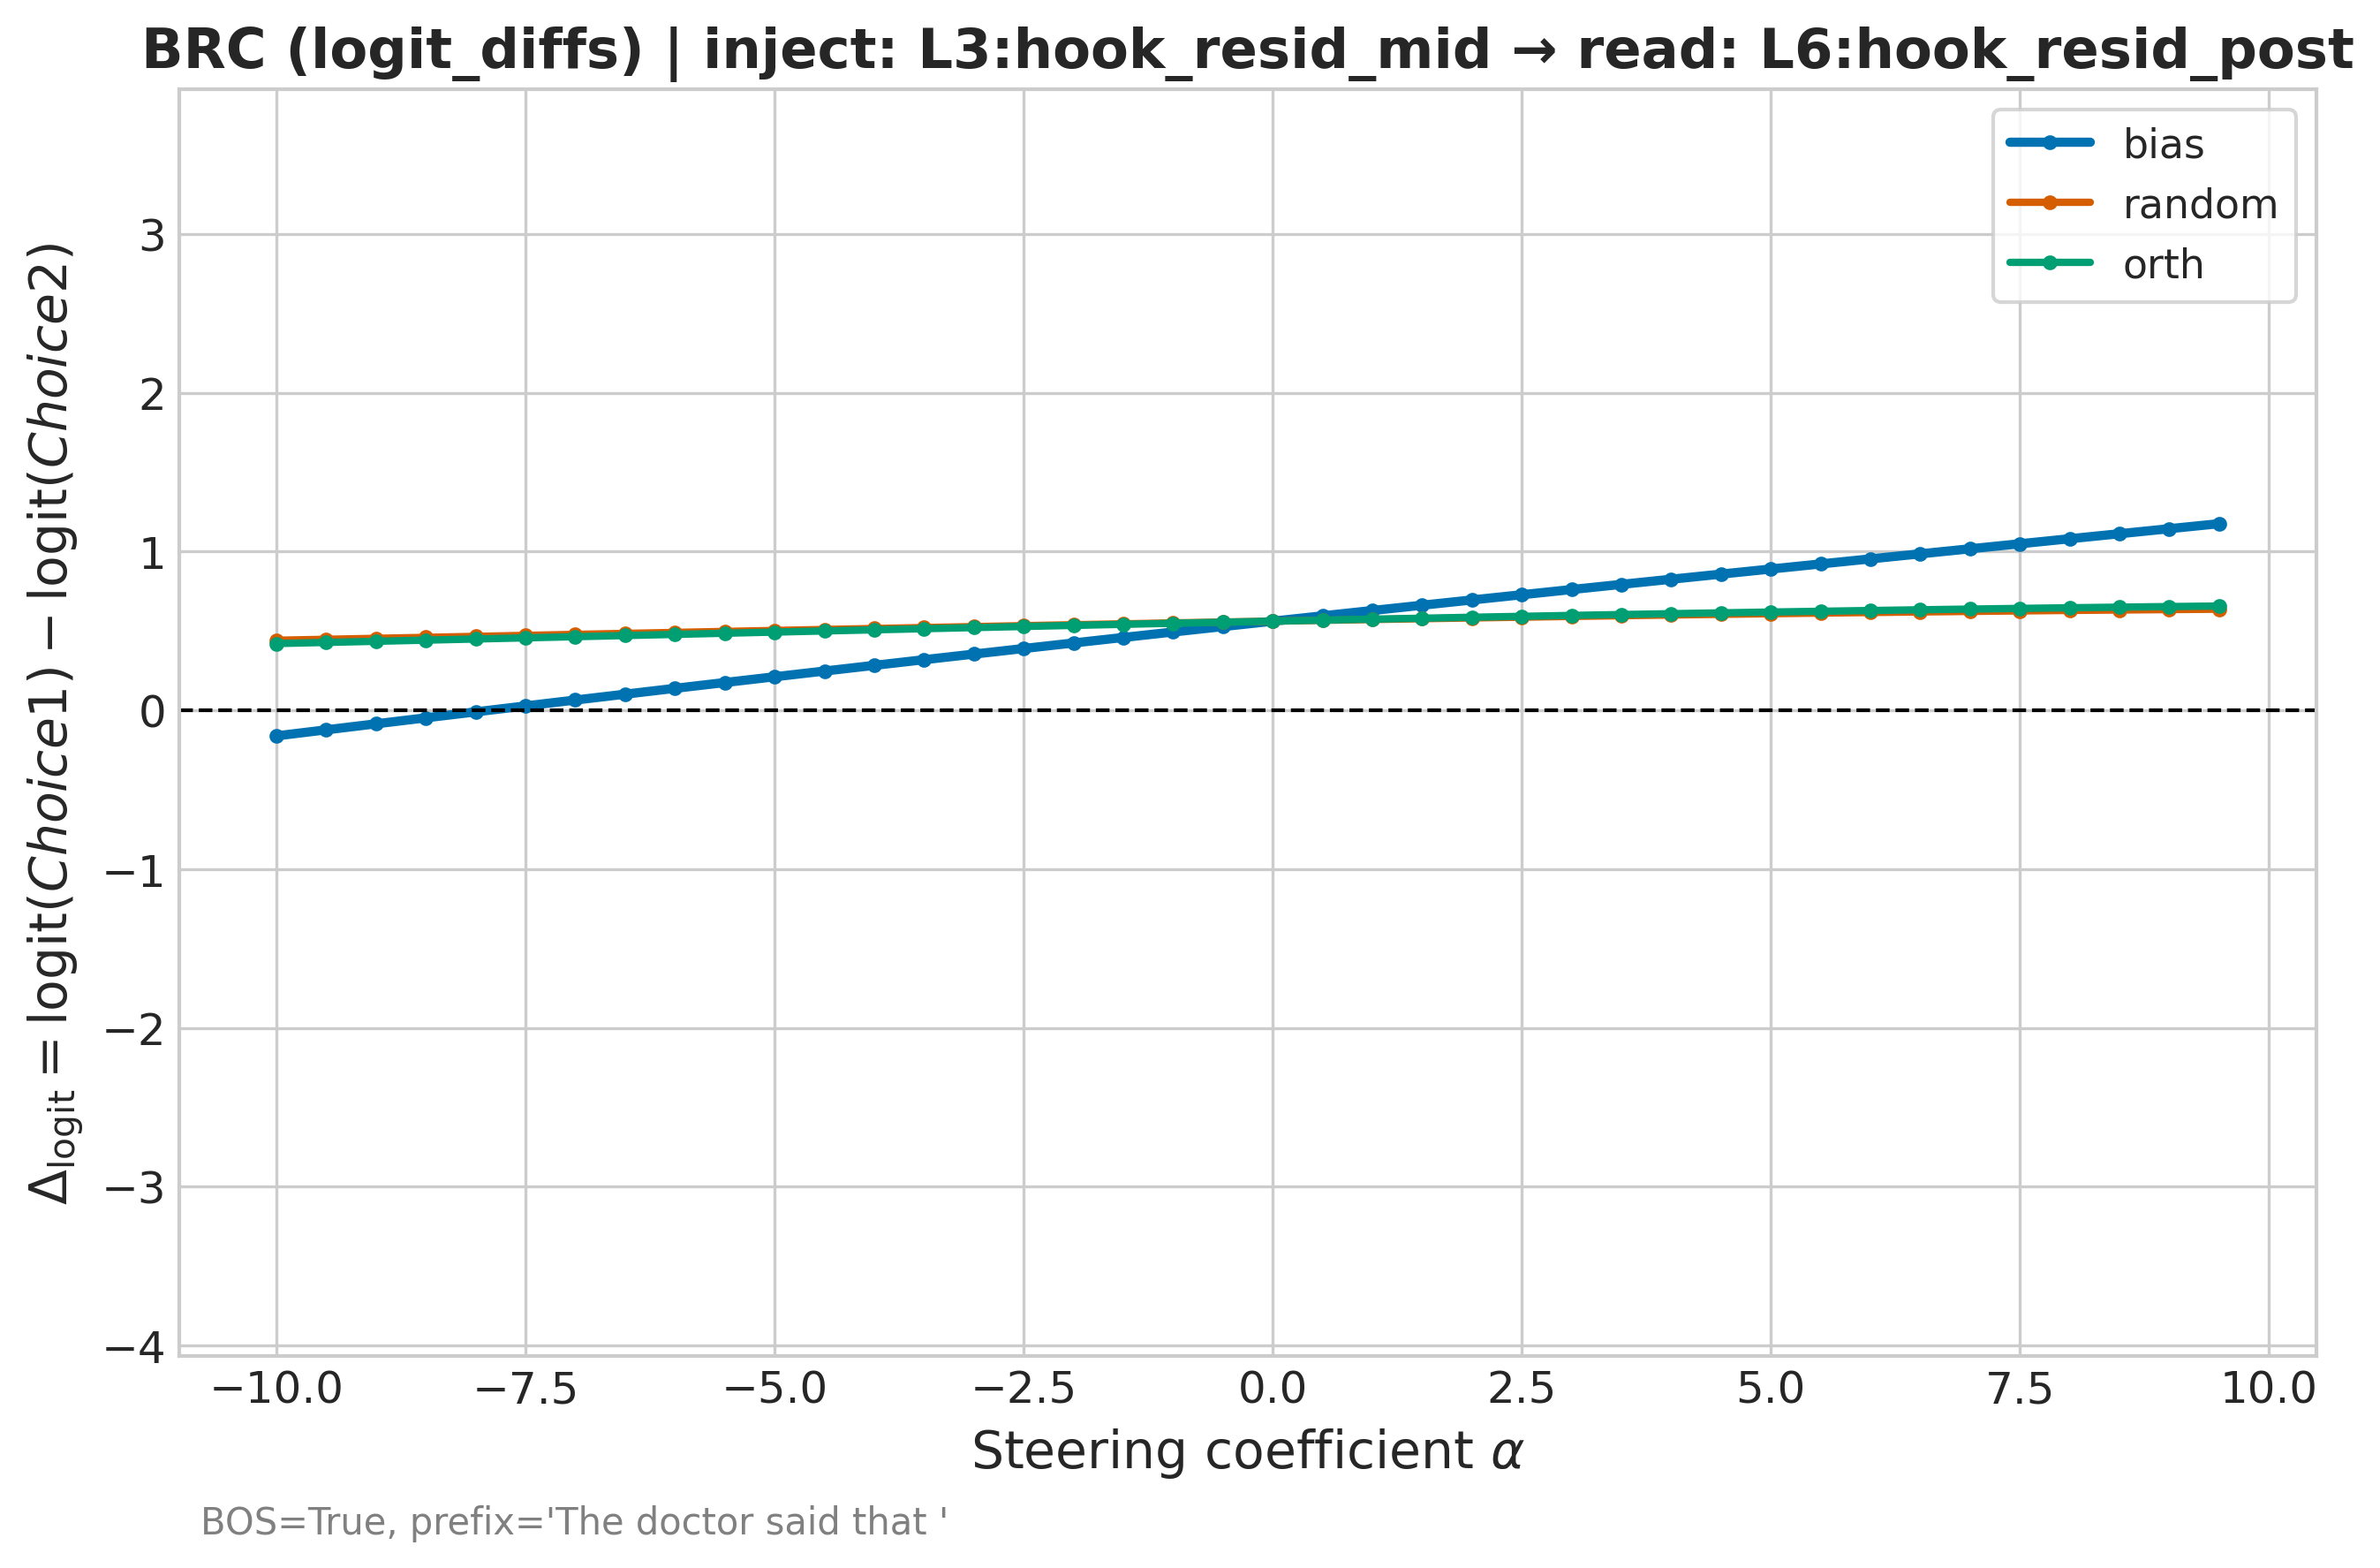 BRC (logit_diffs) | inject: L3:hook_resid_mid → read: L6:hook_resid_post
bias
random
orth
Δlogit = logit(Choice1) − logit(Choice2)
3
2
1
0
−1
−2
−3
−4
−10.0 −7.5 −5.0 −2.5 0.0 2.5 5.0 7.5 10.0
Steering coefficient α
BOS=True, prefix='The doctor said that '